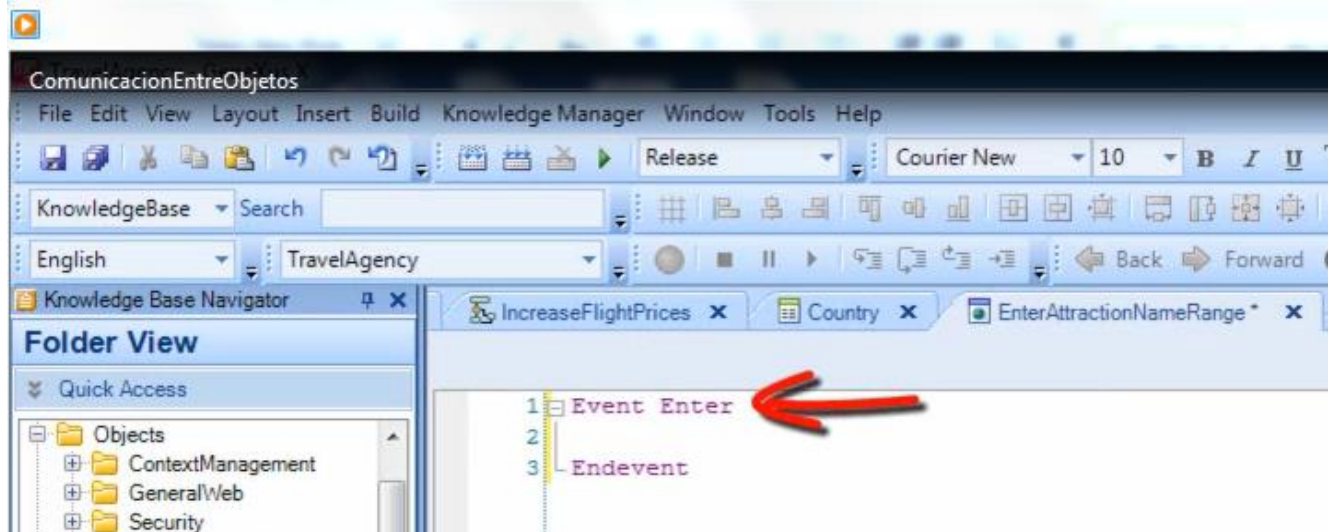 ComunicacionEntreObjetos
File Edit View Layout Insert Build Knowledge Manager Window Tools Help
Release Courier New 10 B I U
KnowledgeBase Search
English TravelAgency Back Forward
Knowledge Base Navigator
IncreaseFlightPrices Country EnterAttractionNameRange *
Folder View
Quick Access
1 Event Enter
2
3 Endevent
Objects
ContextManagement
GeneralWeb
Security